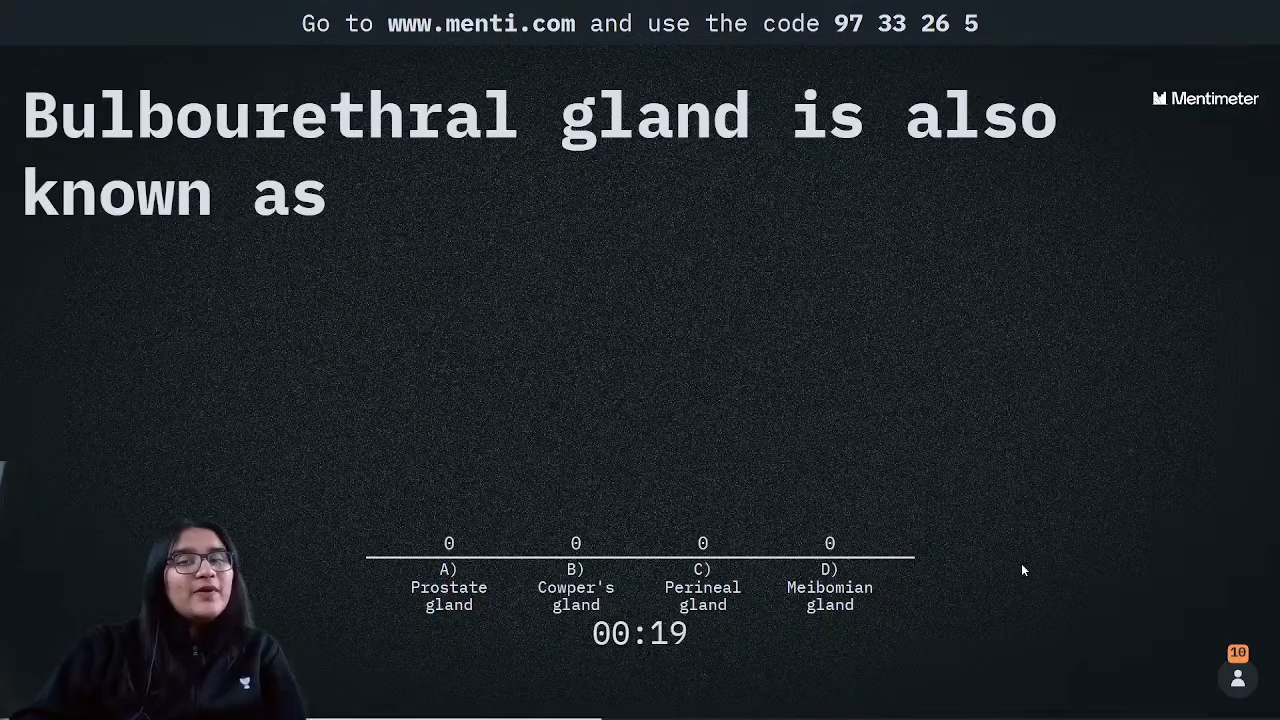 Go to www.menti.com and use the code 97 33 26 5
Mentimeter
Bulbourethral gland is also
known as
0 0 0 0
A) B) C) D)
Prostate Cowper's Perineal Meibomian
gland gland gland gland
00:19
10